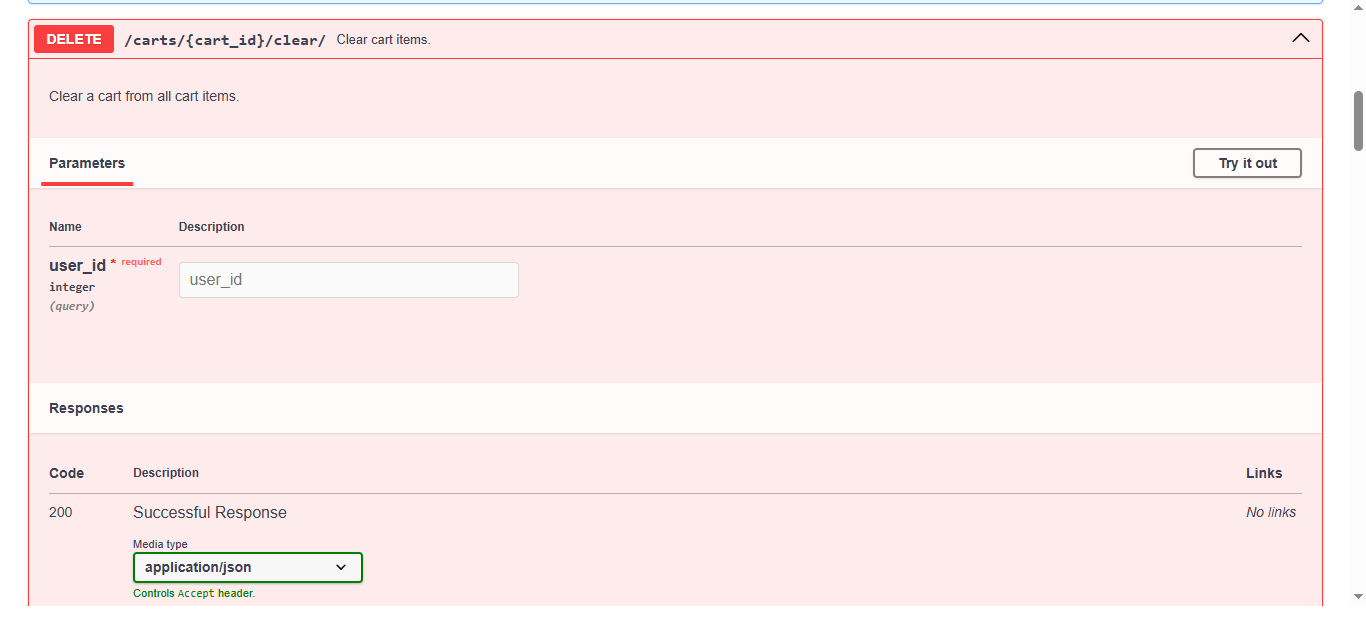 DELETE /carts/{cart_id}/clear/ Clear cart items.
Clear a cart from all cart items.
Parameters
Try it out
Name Description
user_id * required
integer
(query)
user_id
Responses
Code Description Links
200 Successful Response No links
Media type
application/json
Controls Accept header.